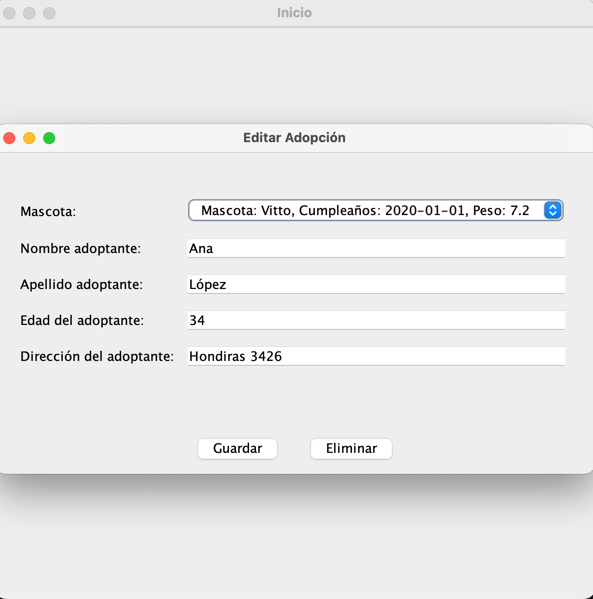 Inicio
Editar Adopción
Mascota: Mascota: Vitto, Cumpleaños: 2020-01-01, Peso: 7.2
Nombre adoptante: Ana
Apellido adoptante: López
Edad del adoptante: 34
Dirección del adoptante: Hondiras 3426
Guardar Eliminar